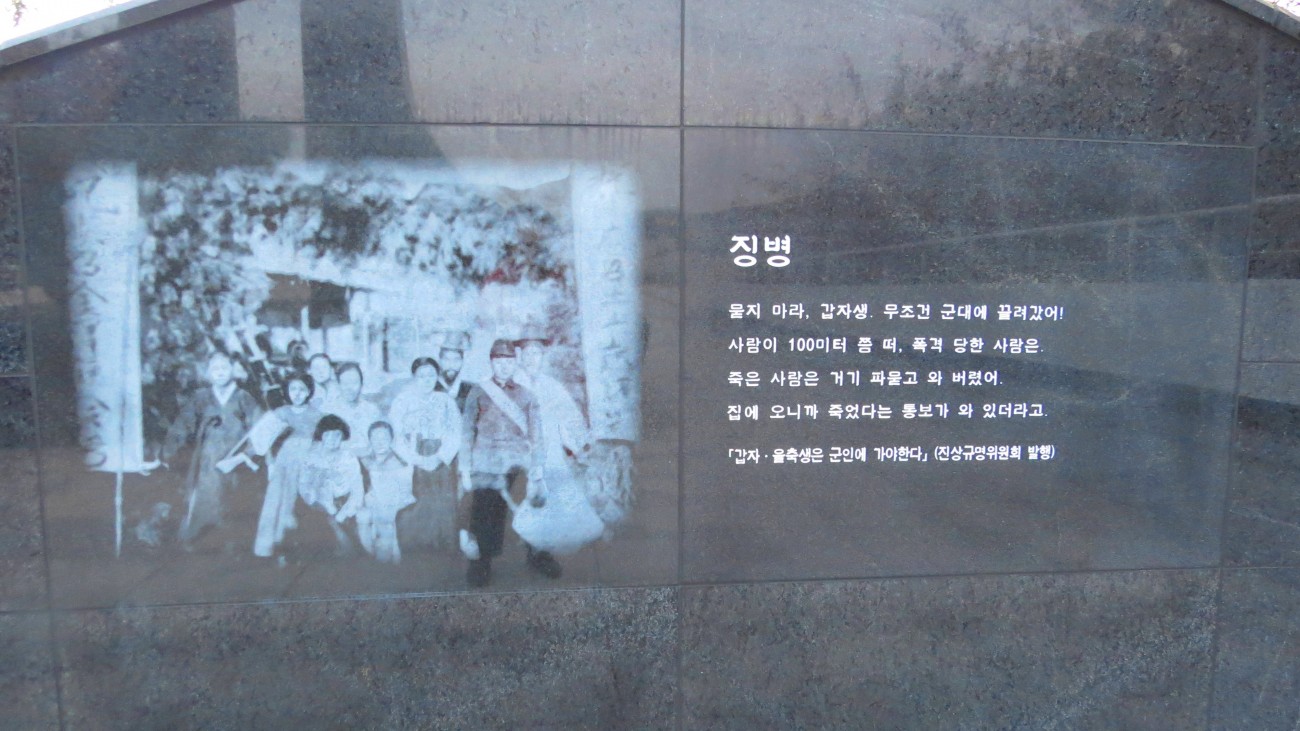 징병
묻지 마라, 갑자생. 무조건 군대에 끌려갔어!
사람이 100미터 쯤 떠, 폭격 당한 사람은.
죽은 사람은 거기 파묻고 와 버렸어.
집에 오니까 죽었다는 통보가 와 있더라고.
「갑자·을축생은 군인에 가야한다」 (진상규명위원회 발행)